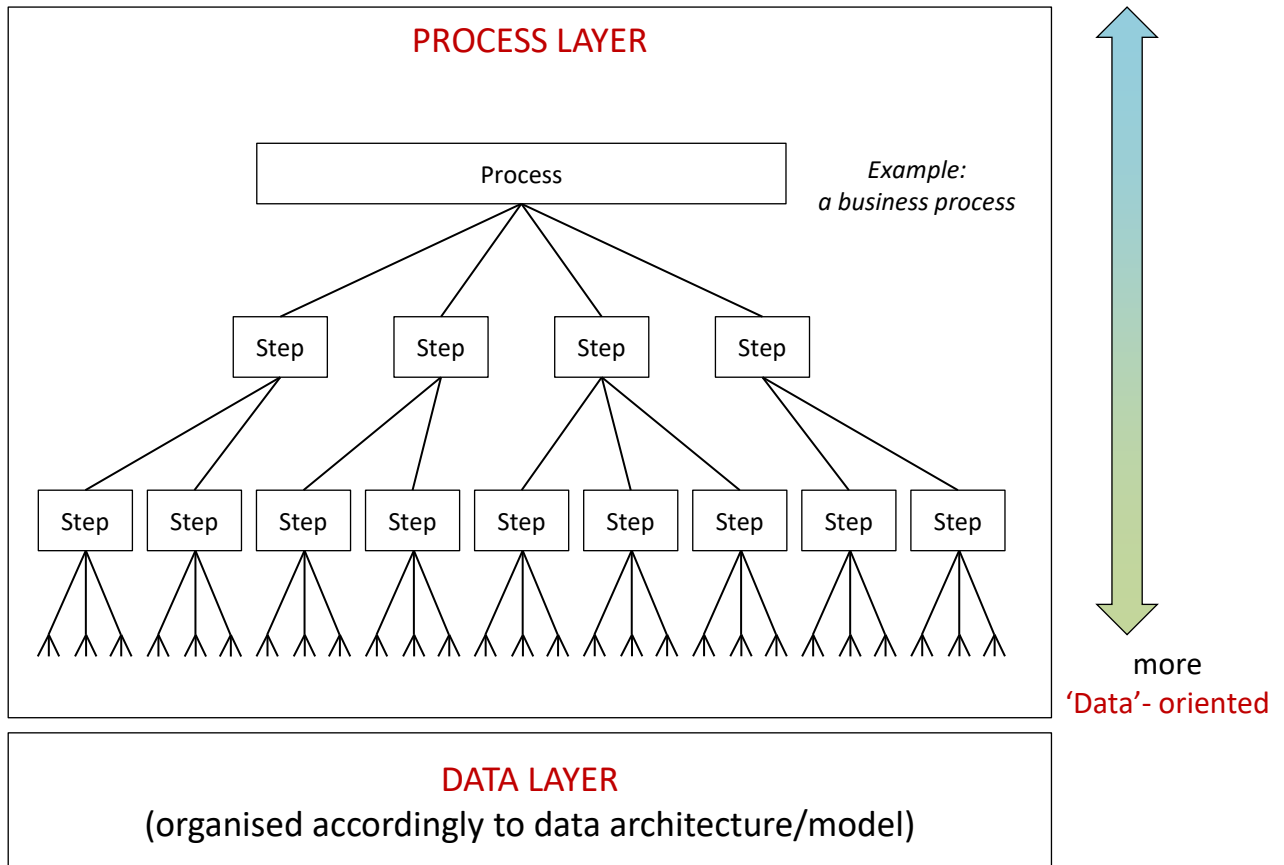 PROCESS LAYER
Process
Example:
a business process
Step
Step
Step
Step
Step
Step
Step
Step
Step
Step
Step
Step
Step
more
‘Data’- oriented
DATA LAYER
(organised accordingly to data architecture/model)